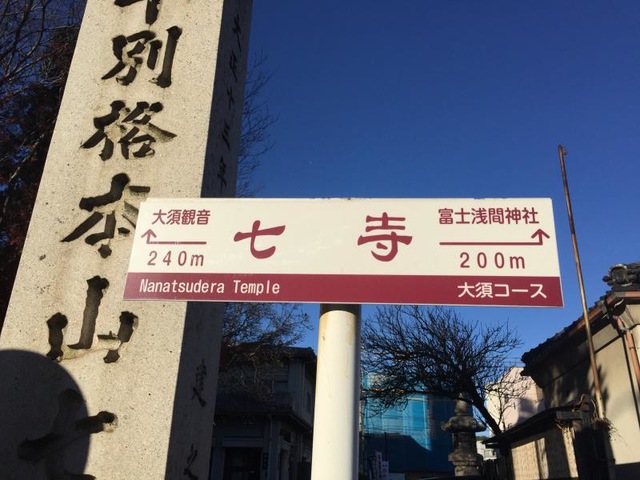 別格本山七
大須観音
240m
七寺
富士浅間神社
200m
Nanatsudera Temple
大須コース